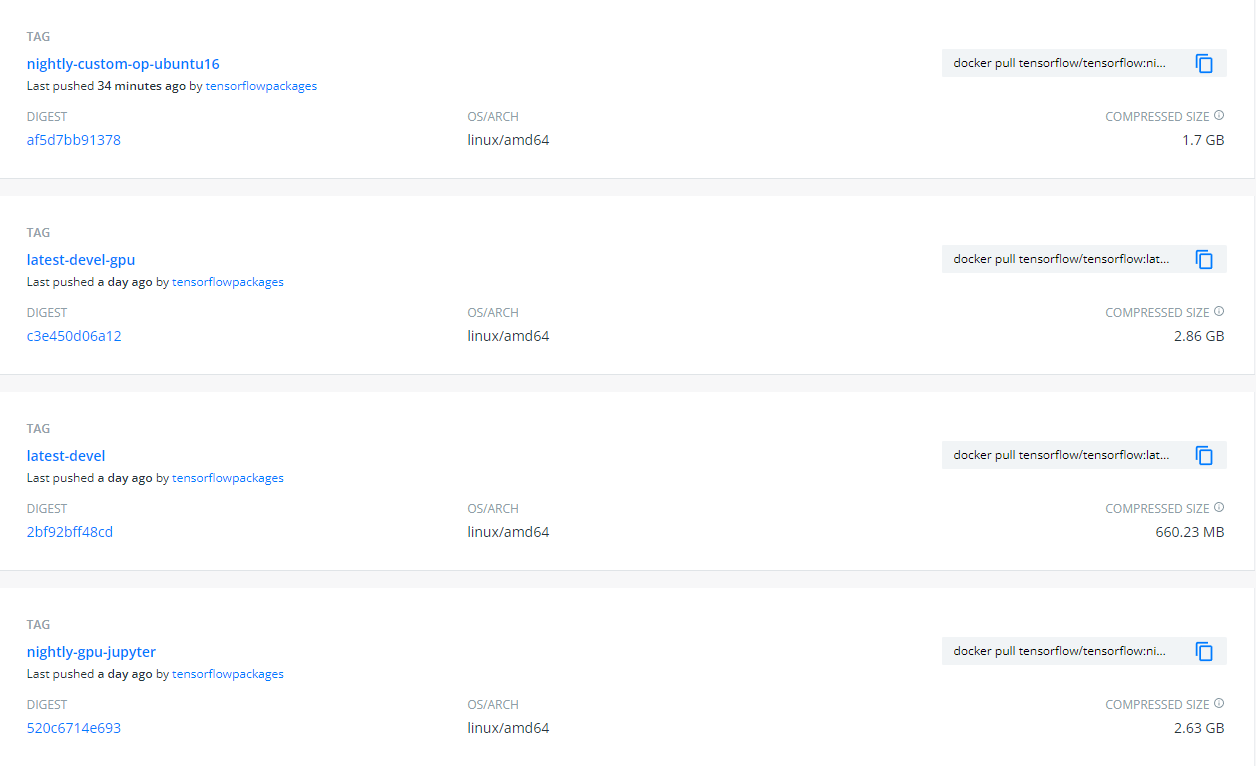 TAG
nightly-custom-op-ubuntu16
docker pull tensorflow/tensorflow:ni...
Last pushed 34 minutes ago by tensorflowpackages
DIGEST OS/ARCH COMPRESSED SIZE
af5d7bb91378 linux/amd64 1.7 GB
TAG
latest-devel-gpu
docker pull tensorflow/tensorflow:lat...
Last pushed a day ago by tensorflowpackages
DIGEST OS/ARCH COMPRESSED SIZE
c3e450d06a12 linux/amd64 2.86 GB
TAG
latest-devel
docker pull tensorflow/tensorflow:lat...
Last pushed a day ago by tensorflowpackages
DIGEST OS/ARCH COMPRESSED SIZE
2bf92bff48cd linux/amd64 660.23 MB
TAG
nightly-gpu-jupyter
docker pull tensorflow/tensorflow:ni...
Last pushed a day ago by tensorflowpackages
DIGEST OS/ARCH COMPRESSED SIZE
520c6714e693 linux/amd64 2.63 GB